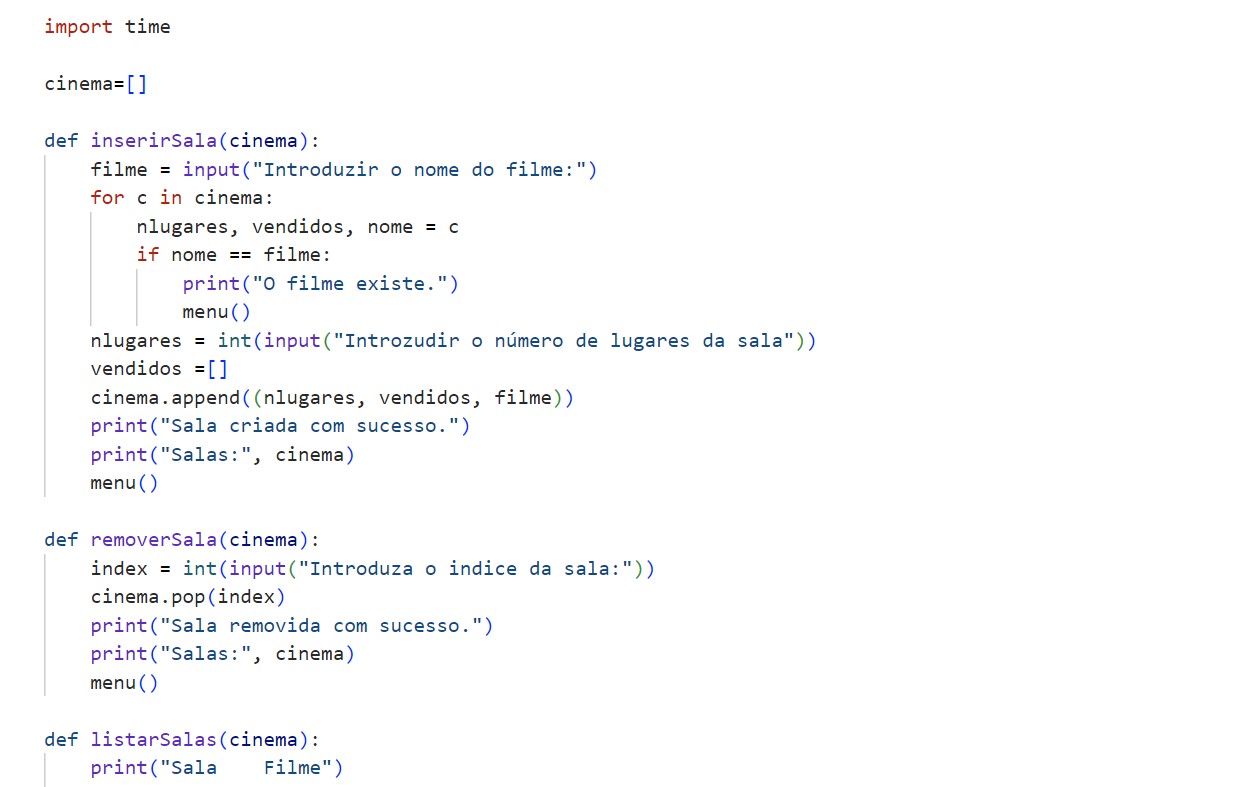 import time
cinema=[]
def inserirSala(cinema):
    filme = input("Introduzir o nome do filme:")
    for c in cinema:
        nlugares, vendidos, nome = c
        if nome == filme:
            print("O filme existe.")
            menu()
    nlugares = int(input("Introzudir o número de lugares da sala"))
    vendidos =[]
    cinema.append((nlugares, vendidos, filme))
    print("Sala criada com sucesso.")
    print("Salas:", cinema)
    menu()
def removerSala(cinema):
    index = int(input("Introduza o indice da sala:"))
    cinema.pop(index)
    print("Sala removida com sucesso.")
    print("Salas:", cinema)
    menu()
def listarSalas(cinema):
    print("Sala    Filme")